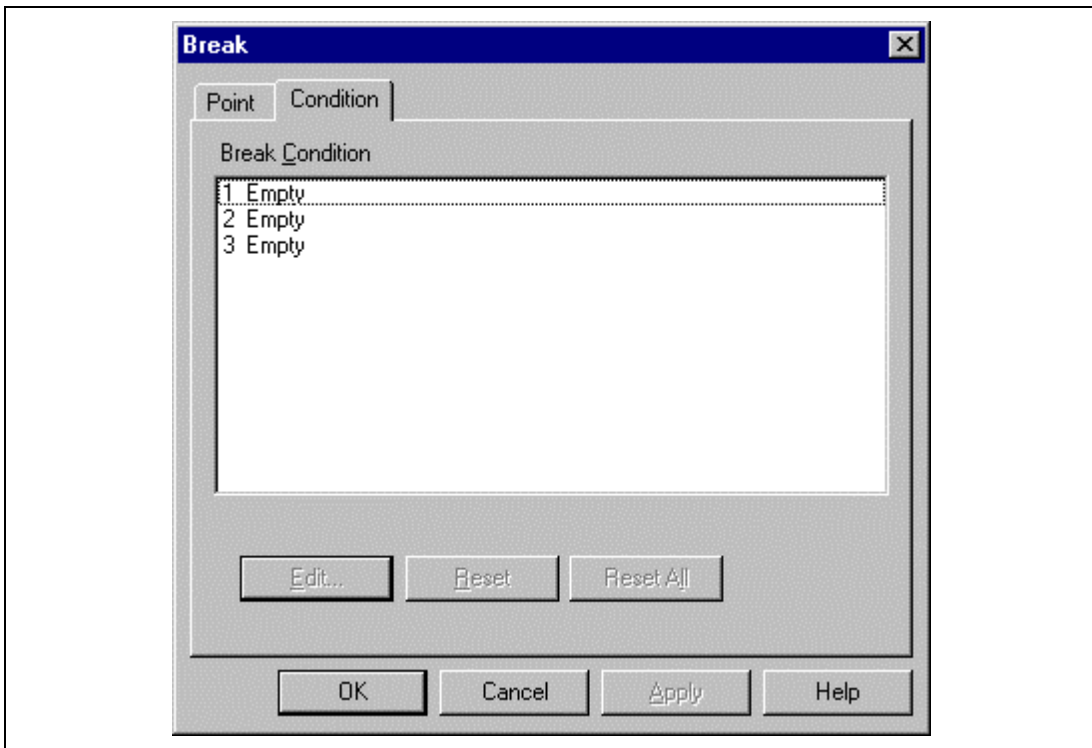 Break
Point Condition
Break Condition
1 Empty
2 Empty
3 Empty
Edit... Reset Reset All
OK Cancel Apply Help